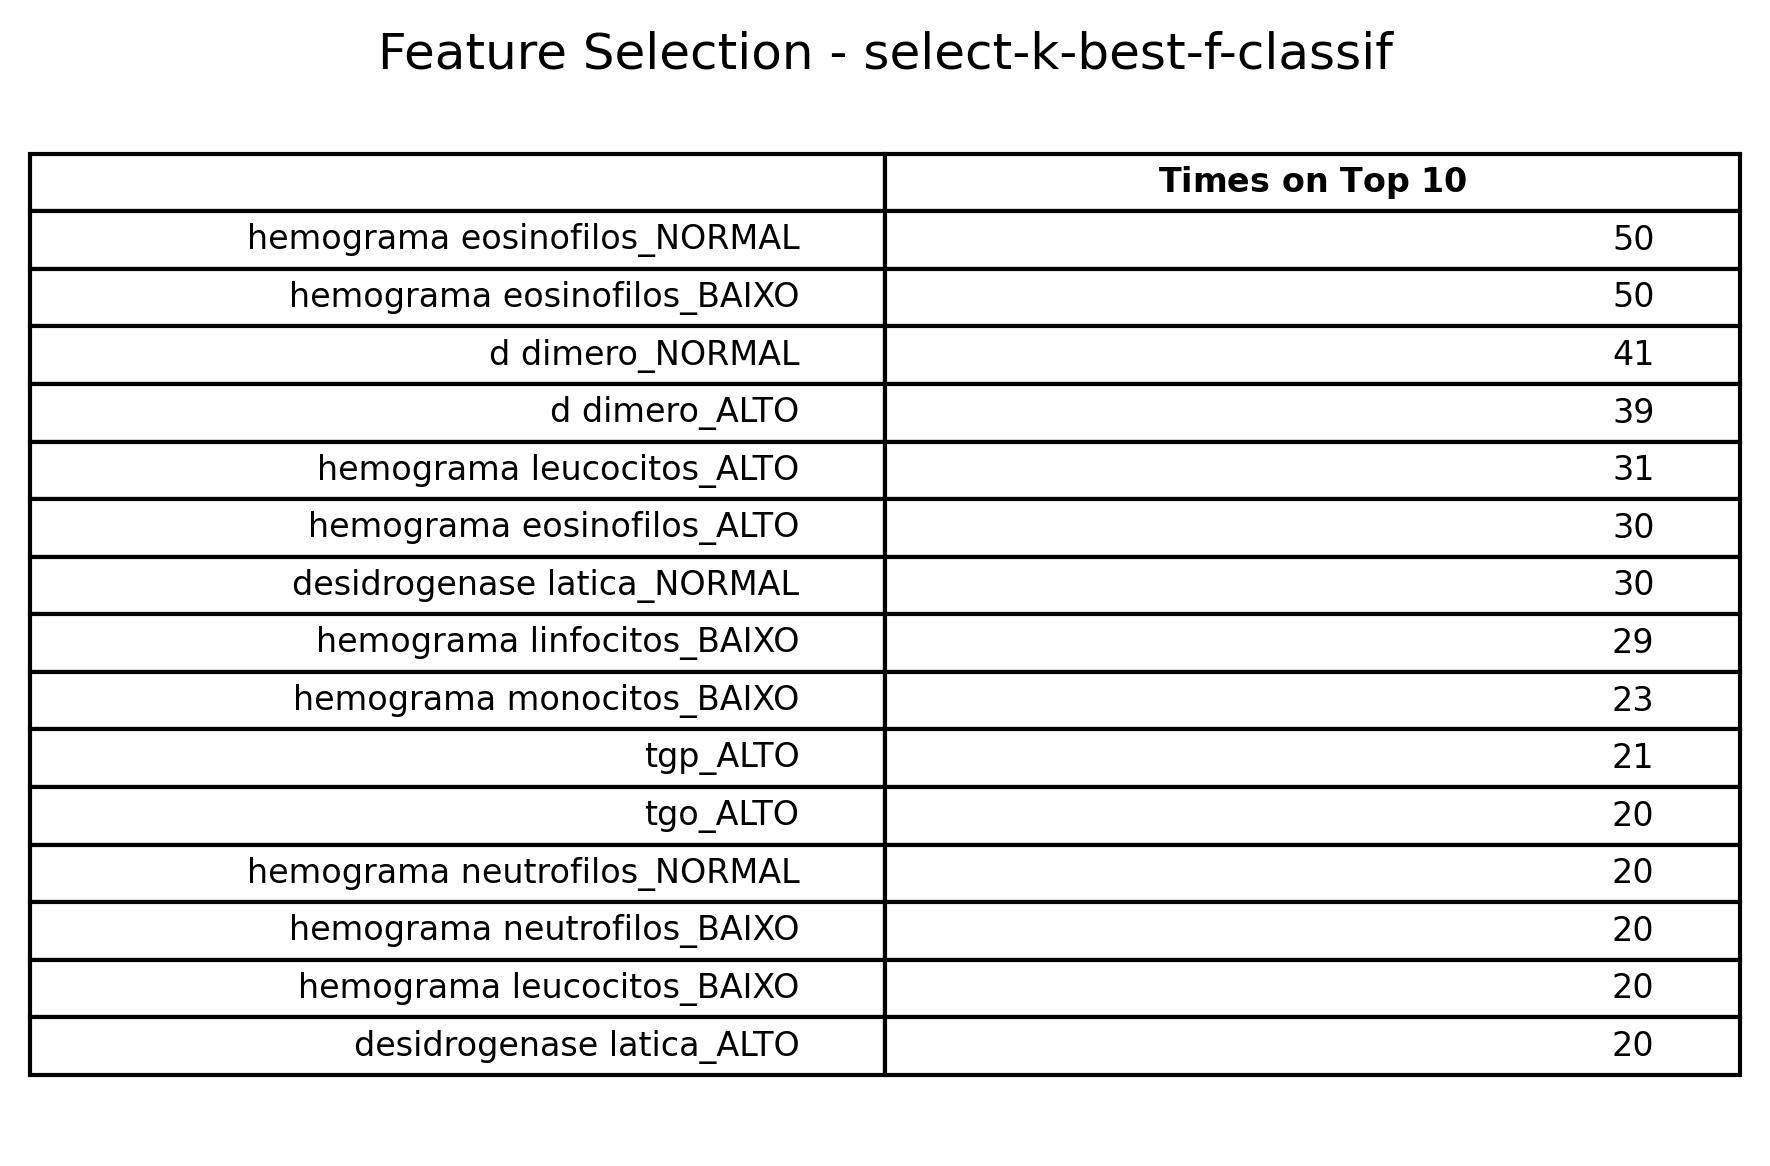 Feature Selection - select-k-best-f-classif
Times on Top 10
hemograma eosinofilos_NORMAL 50
hemograma eosinofilos_BAIXO 50
d dimero_NORMAL 41
d dimero_ALTO 39
hemograma leucocitos_ALTO 31
hemograma eosinofilos_ALTO 30
desidrogenase latica_NORMAL 30
hemograma linfocitos_BAIXO 29
hemograma monocitos_BAIXO 23
tgp_ALTO 21
tgo_ALTO 20
hemograma neutrofilos_NORMAL 20
hemograma neutrofilos_BAIXO 20
hemograma leucocitos_BAIXO 20
desidrogenase latica_ALTO 20